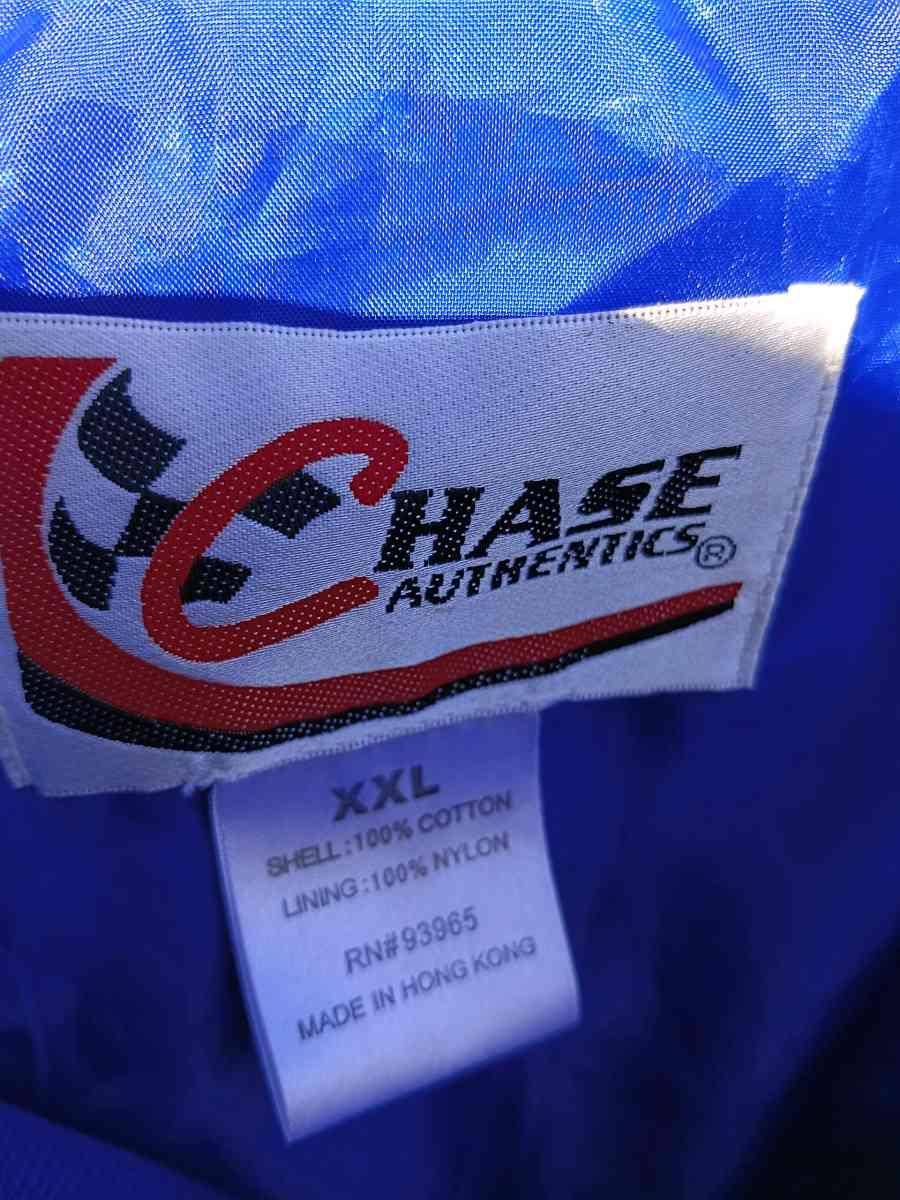 CHASE
AUTHENTICS®
XXL
SHELL:100% COTTON
LINING:100% NYLON
RN#93965
MADE IN HONG KONG